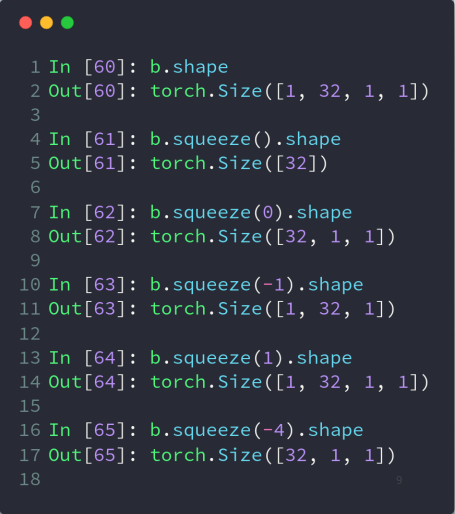 1 In [60]: b.shape
2 Out[60]: torch.Size([1, 32, 1, 1])
3
4 In [61]: b.squeeze().shape
5 Out[61]: torch.Size([32])
6
7 In [62]: b.squeeze(0).shape
8 Out[62]: torch.Size([32, 1, 1])
9
10 In [63]: b.squeeze(-1).shape
11 Out[63]: torch.Size([1, 32, 1])
12
13 In [64]: b.squeeze(1).shape
14 Out[64]: torch.Size([1, 32, 1, 1])
15
16 In [65]: b.squeeze(-4).shape
17 Out[65]: torch.Size([32, 1, 1])
18
9